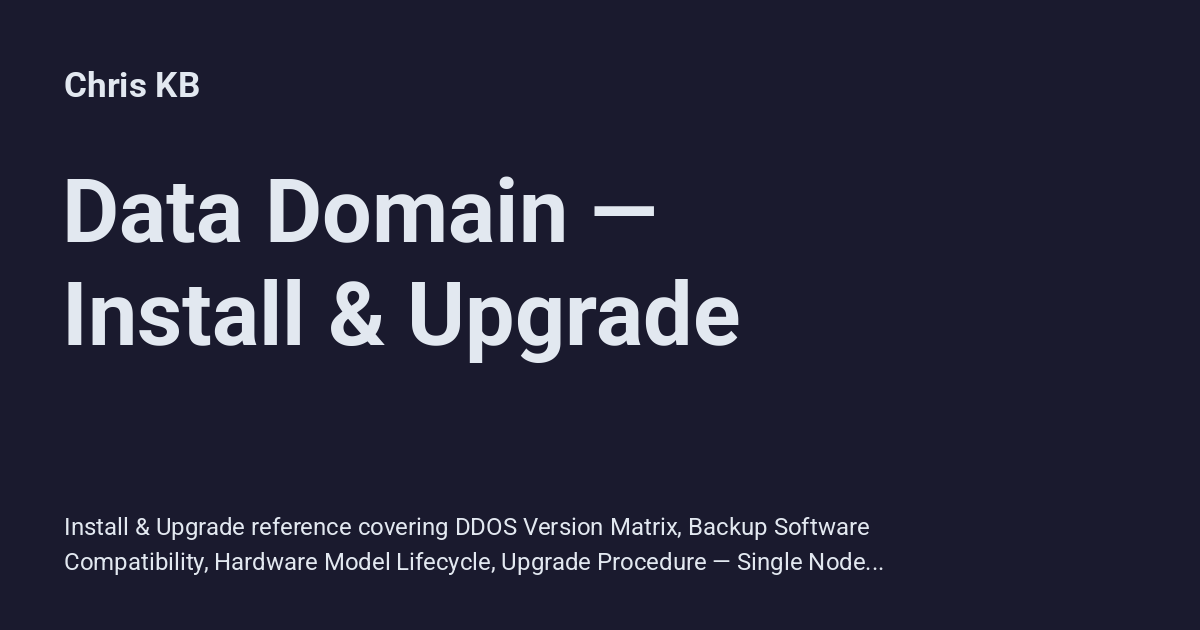 Chris KB
Data Domain —
Install & Upgrade
Install & Upgrade reference covering DDOS Version Matrix, Backup Software
Compatibility, Hardware Model Lifecycle, Upgrade Procedure — Single Node...